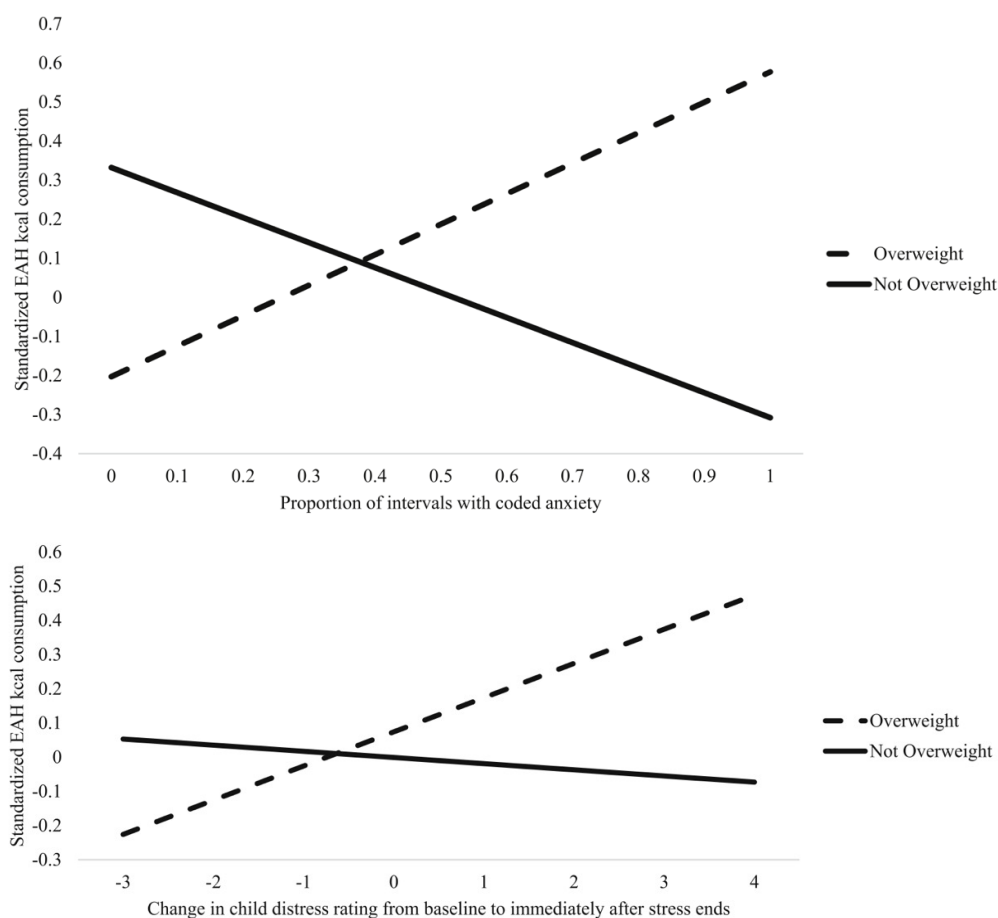 Standardized EAH kcal consumption
0.7
0.6
0.5
0.4
0.3
0.2
0.1
0
-0.1
-0.2
-0.3
-0.4
0 0.1 0.2 0.3 0.4 0.5 0.6 0.7 0.8 0.9 1
Proportion of intervals with coded anxiety
Overweight
Not Overweight
Standardized EAH kcal consumption
0.6
0.5
0.4
0.3
0.2
0.1
0
-0.1
-0.2
-0.3
-3 -2 -1 0 1 2 3 4
Change in child distress rating from baseline to immediately after stress ends
Overweight
Not Overweight